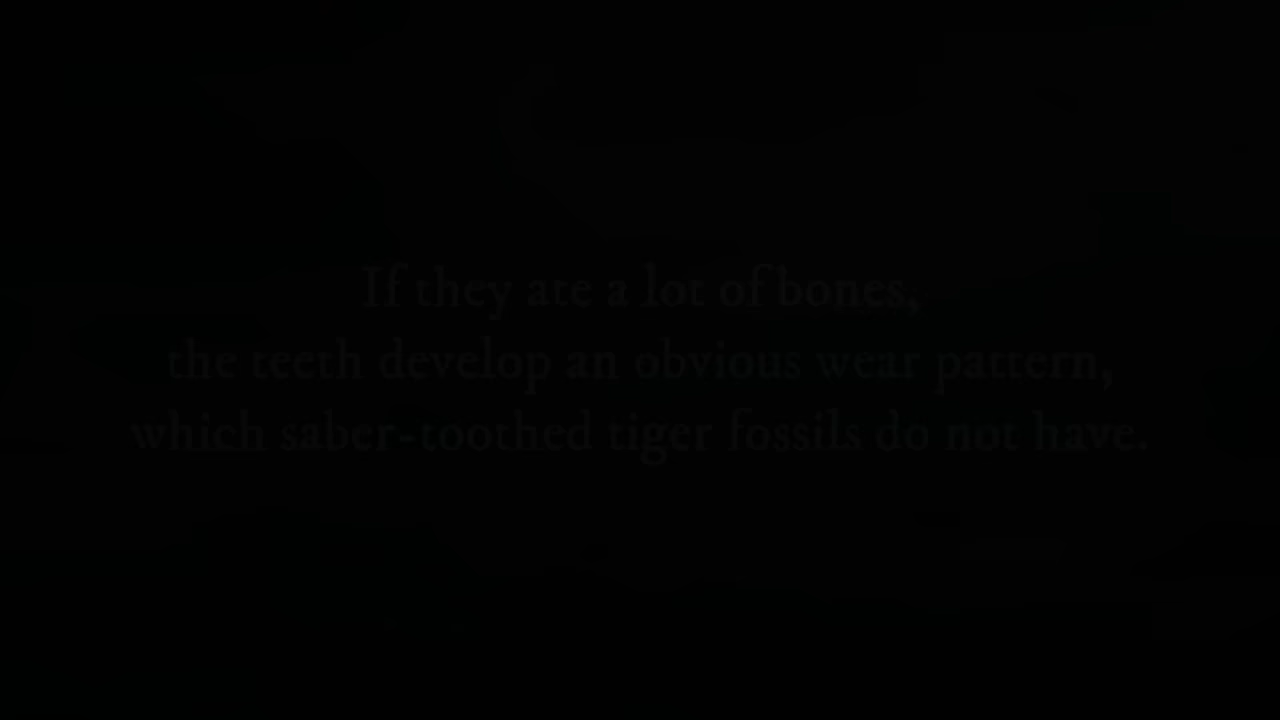 If they ate a lot of bones,
the teeth develop an obvious wear pattern,
which saber-toothed tiger fossils do not have.